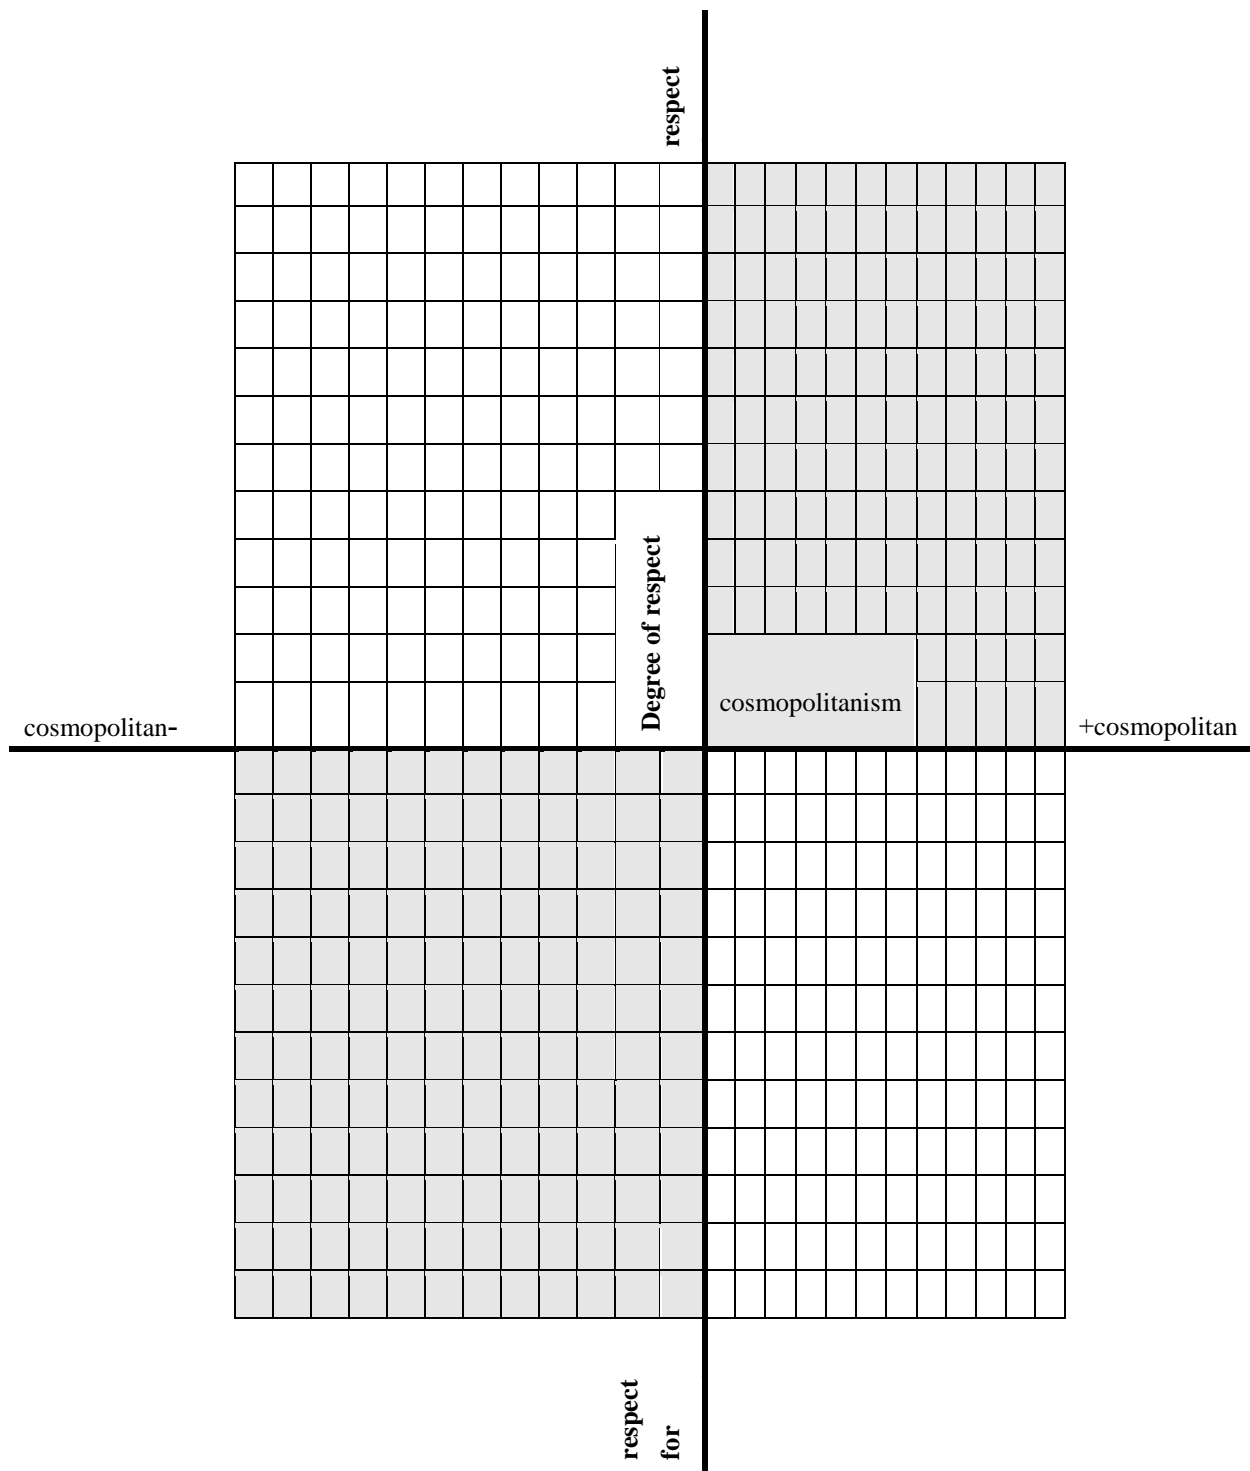 respect
Degree of respect
cosmopolitanism
cosmopolitan-
+cosmopolitan
respect
for